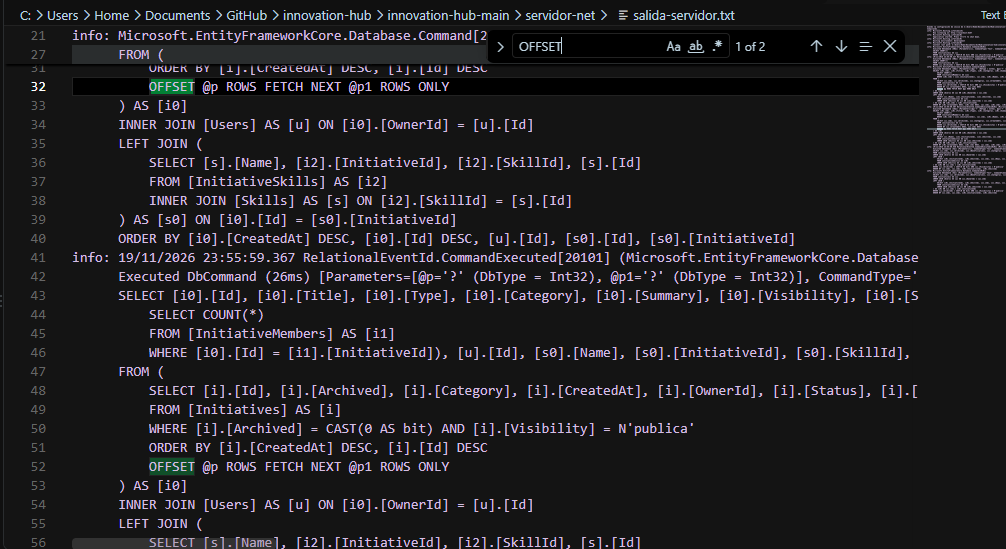 C: > Users > Home > Documents > GitHub > innovation-hub > innovation-hub-main > servidor-net > salida-servidor.txt
Text
OFFSET
Aa ab .* 1 of 2
21 info: Microsoft.EntityFrameworkCore.Database.Command[2
27 FROM (
31 ORDER BY [i].[CreatedAt] DESC, [i].[Id] DESC
32 OFFSET @p ROWS FETCH NEXT @p1 ROWS ONLY
33 ) AS [i0]
34 INNER JOIN [Users] AS [u] ON [i0].[OwnerId] = [u].[Id]
35 LEFT JOIN (
36 SELECT [s].[Name], [i2].[InitiativeId], [i2].[SkillId], [s].[Id]
37 FROM [InitiativeSkills] AS [i2]
38 INNER JOIN [Skills] AS [s] ON [i2].[SkillId] = [s].[Id]
39 ) AS [s0] ON [i0].[Id] = [s0].[InitiativeId]
40 ORDER BY [i0].[CreatedAt] DESC, [i0].[Id] DESC, [u].[Id], [s0].[Id], [s0].[InitiativeId]
41 info: 19/11/2026 23:55:59.367 RelationalEventId.CommandExecuted[20101] (Microsoft.EntityFrameworkCore.Database
42 Executed DbCommand (26ms) [Parameters=[@p='?' (DbType = Int32), @p1='?' (DbType = Int32)], CommandType='
43 SELECT [i0].[Id], [i0].[Title], [i0].[Type], [i0].[Category], [i0].[Summary], [i0].[Visibility], [i0].[S
44 SELECT COUNT(*)
45 FROM [InitiativeMembers] AS [i1]
46 WHERE [i0].[Id] = [i1].[InitiativeId]), [u].[Id], [s0].[Name], [s0].[InitiativeId], [s0].[SkillId],
47 FROM (
48 SELECT [i].[Id], [i].[Archived], [i].[Category], [i].[CreatedAt], [i].[OwnerId], [i].[Status], [i].[
49 FROM [Initiatives] AS [i]
50 WHERE [i].[Archived] = CAST(0 AS bit) AND [i].[Visibility] = N'publica'
51 ORDER BY [i].[CreatedAt] DESC, [i].[Id] DESC
52 OFFSET @p ROWS FETCH NEXT @p1 ROWS ONLY
53 ) AS [i0]
54 INNER JOIN [Users] AS [u] ON [i0].[OwnerId] = [u].[Id]
55 LEFT JOIN (
56 SELECT [s].[Name], [i2].[InitiativeId], [i2].[SkillId], [s].[Id]